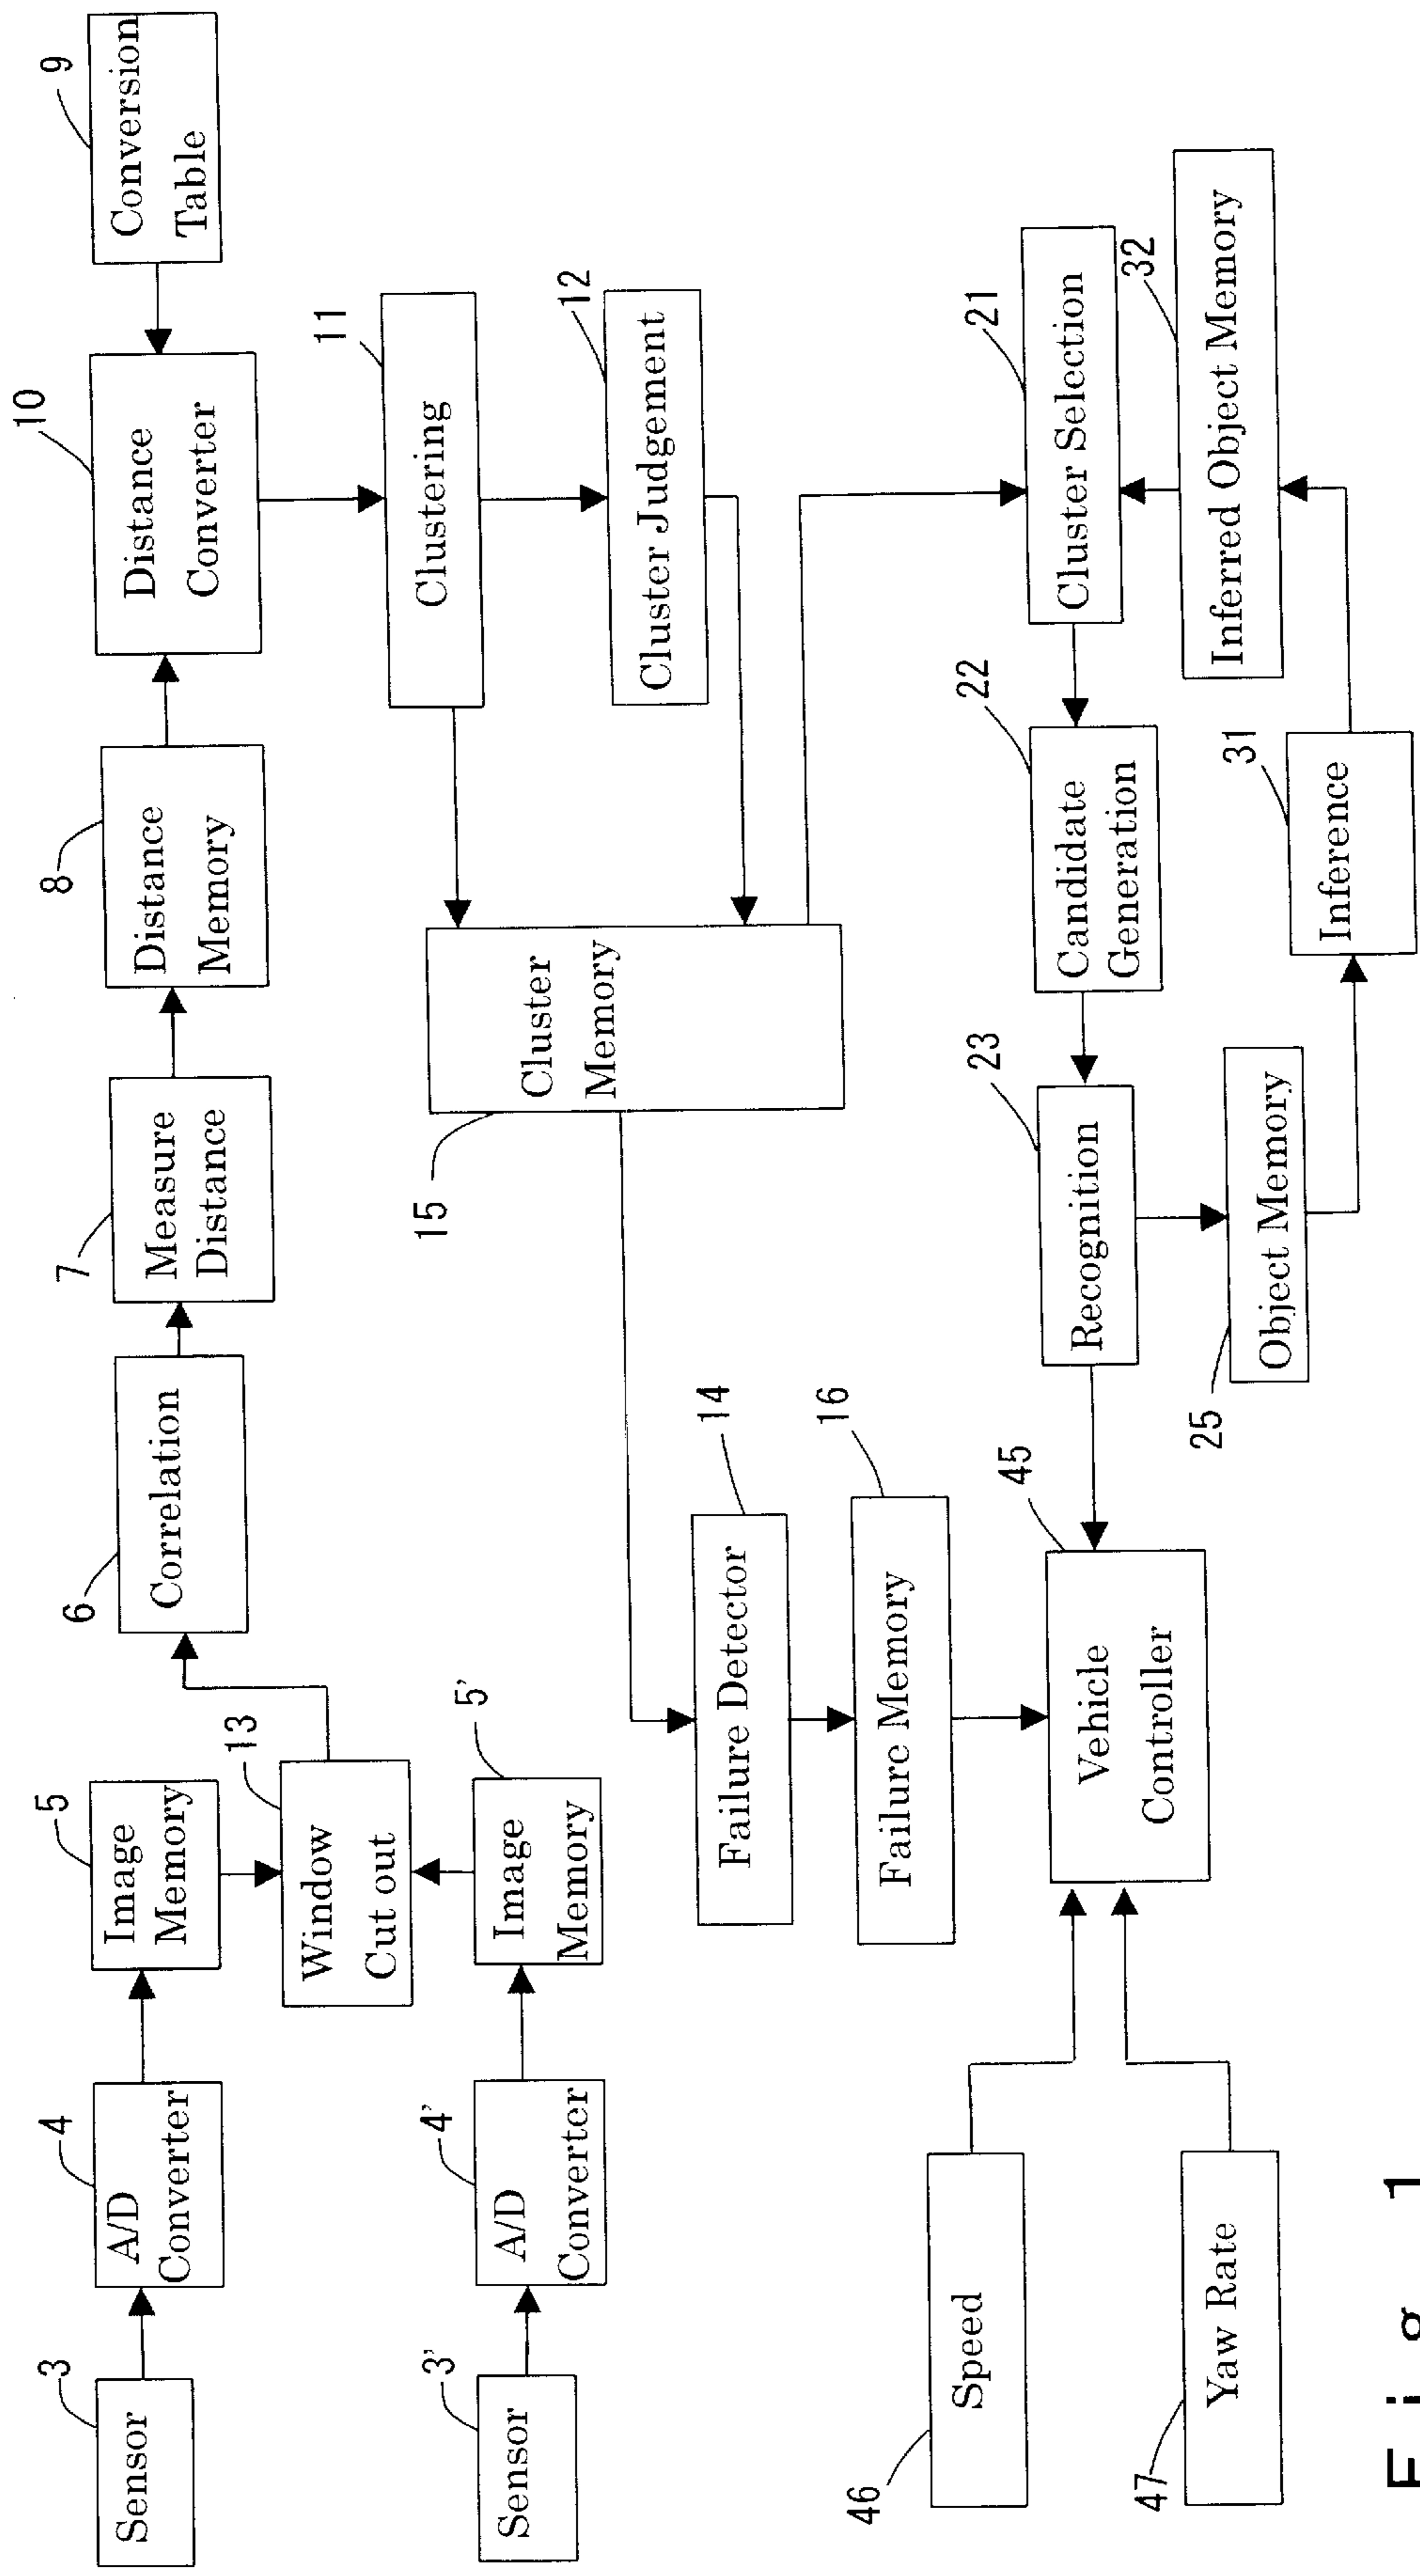 3
Sensor
4
A/D
Converter
5
Image
Memory
13
Window
Cut out
3'
Sensor
4'
A/D
Converter
5'
Image
Memory
6
Correlation
7
Measure
Distance
8
Distance
Memory
10
Distance
Converter
9
Conversion
Table
11
Clustering
12
Cluster Judgement
15
Cluster
Memory
14
Failure Detector
16
Failure Memory
21
Cluster Selection
22
Candidate
Generation
23
Recognition
25
Object Memory
31
Inference
32
Inferred Object Memory
45
Vehicle
Controller
46
Speed
47
Yaw Rate
Fig. 1